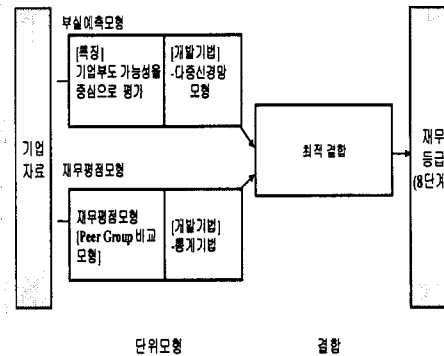 부실예측모형
[특징]
기업부도 가능성을
중심으로 평가
[개발기법]
-다중신경망
모형
기업
자료
최적 결합
재무
등급
(8단계
재무평점모형
재무평점모형
[Peer Group 비교
모형]
[개발기법]
-통계기법
단위모형
결합